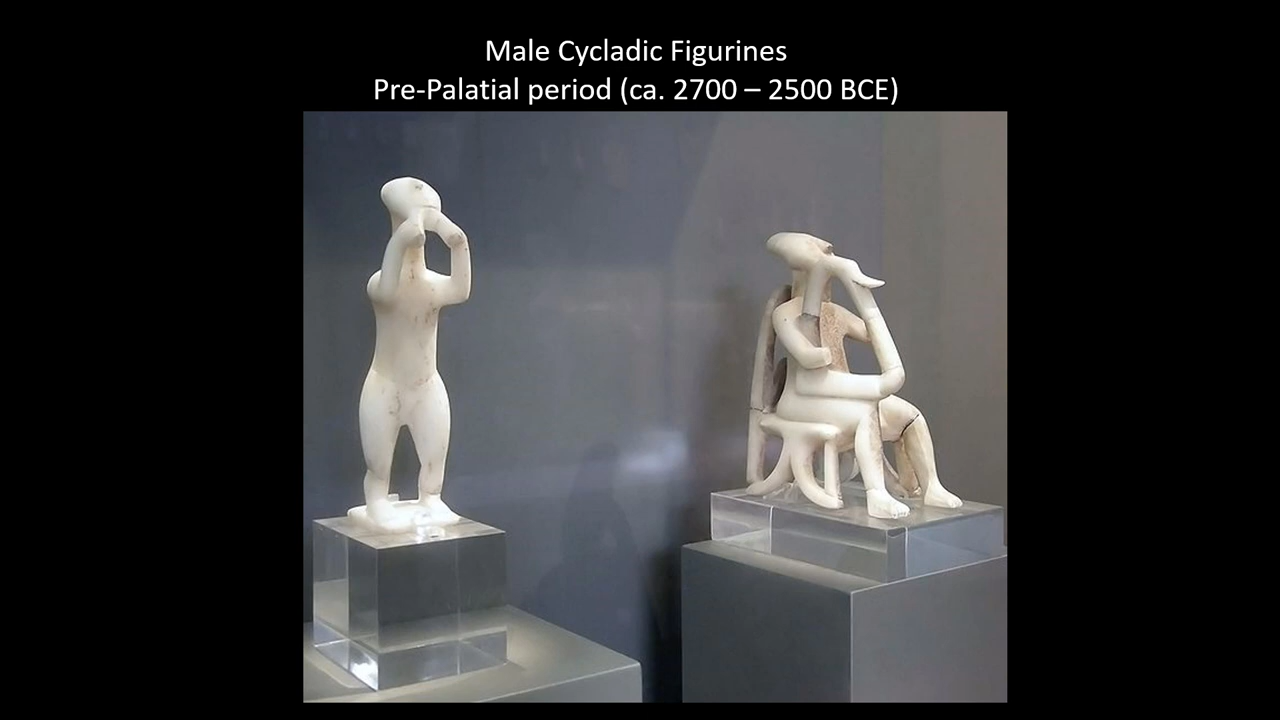 Male Cycladic Figurines
Pre-Palatial period (ca. 2700 – 2500 BCE)